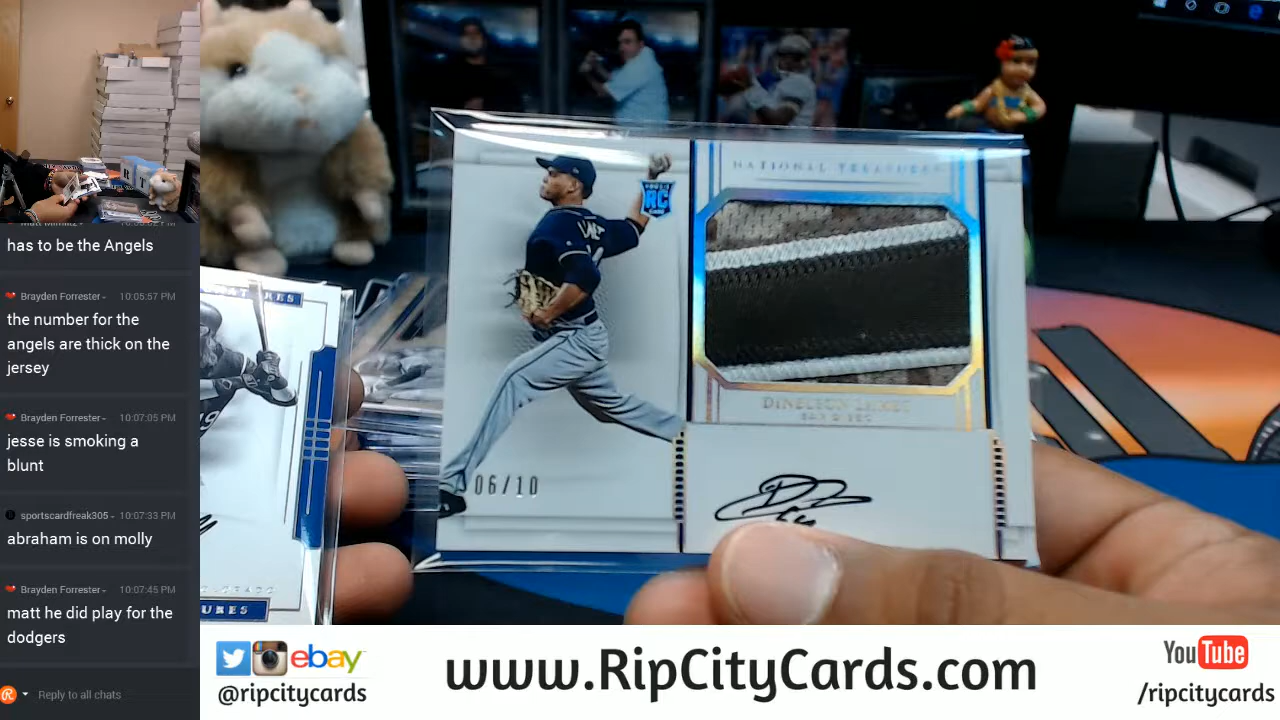 has to be the Angels
Brayden Forrester - 10:05:57 PM
the number for the
angels are thick on the
jersey
Brayden Forrester - 10:07:05 PM
jesse is smoking a
blunt
sportscardfreak305 - 10:07:33 PM
abraham is on molly
Brayden Forrester - 10:07:45 PM
matt he did play for the
dodgers
Reply to all chats
RC
NATIONAL TREASURES
SAN DIEGO
06/10
ebay
@ripcitycards
www.RipCityCards.com
YouTube
/ripcitycards